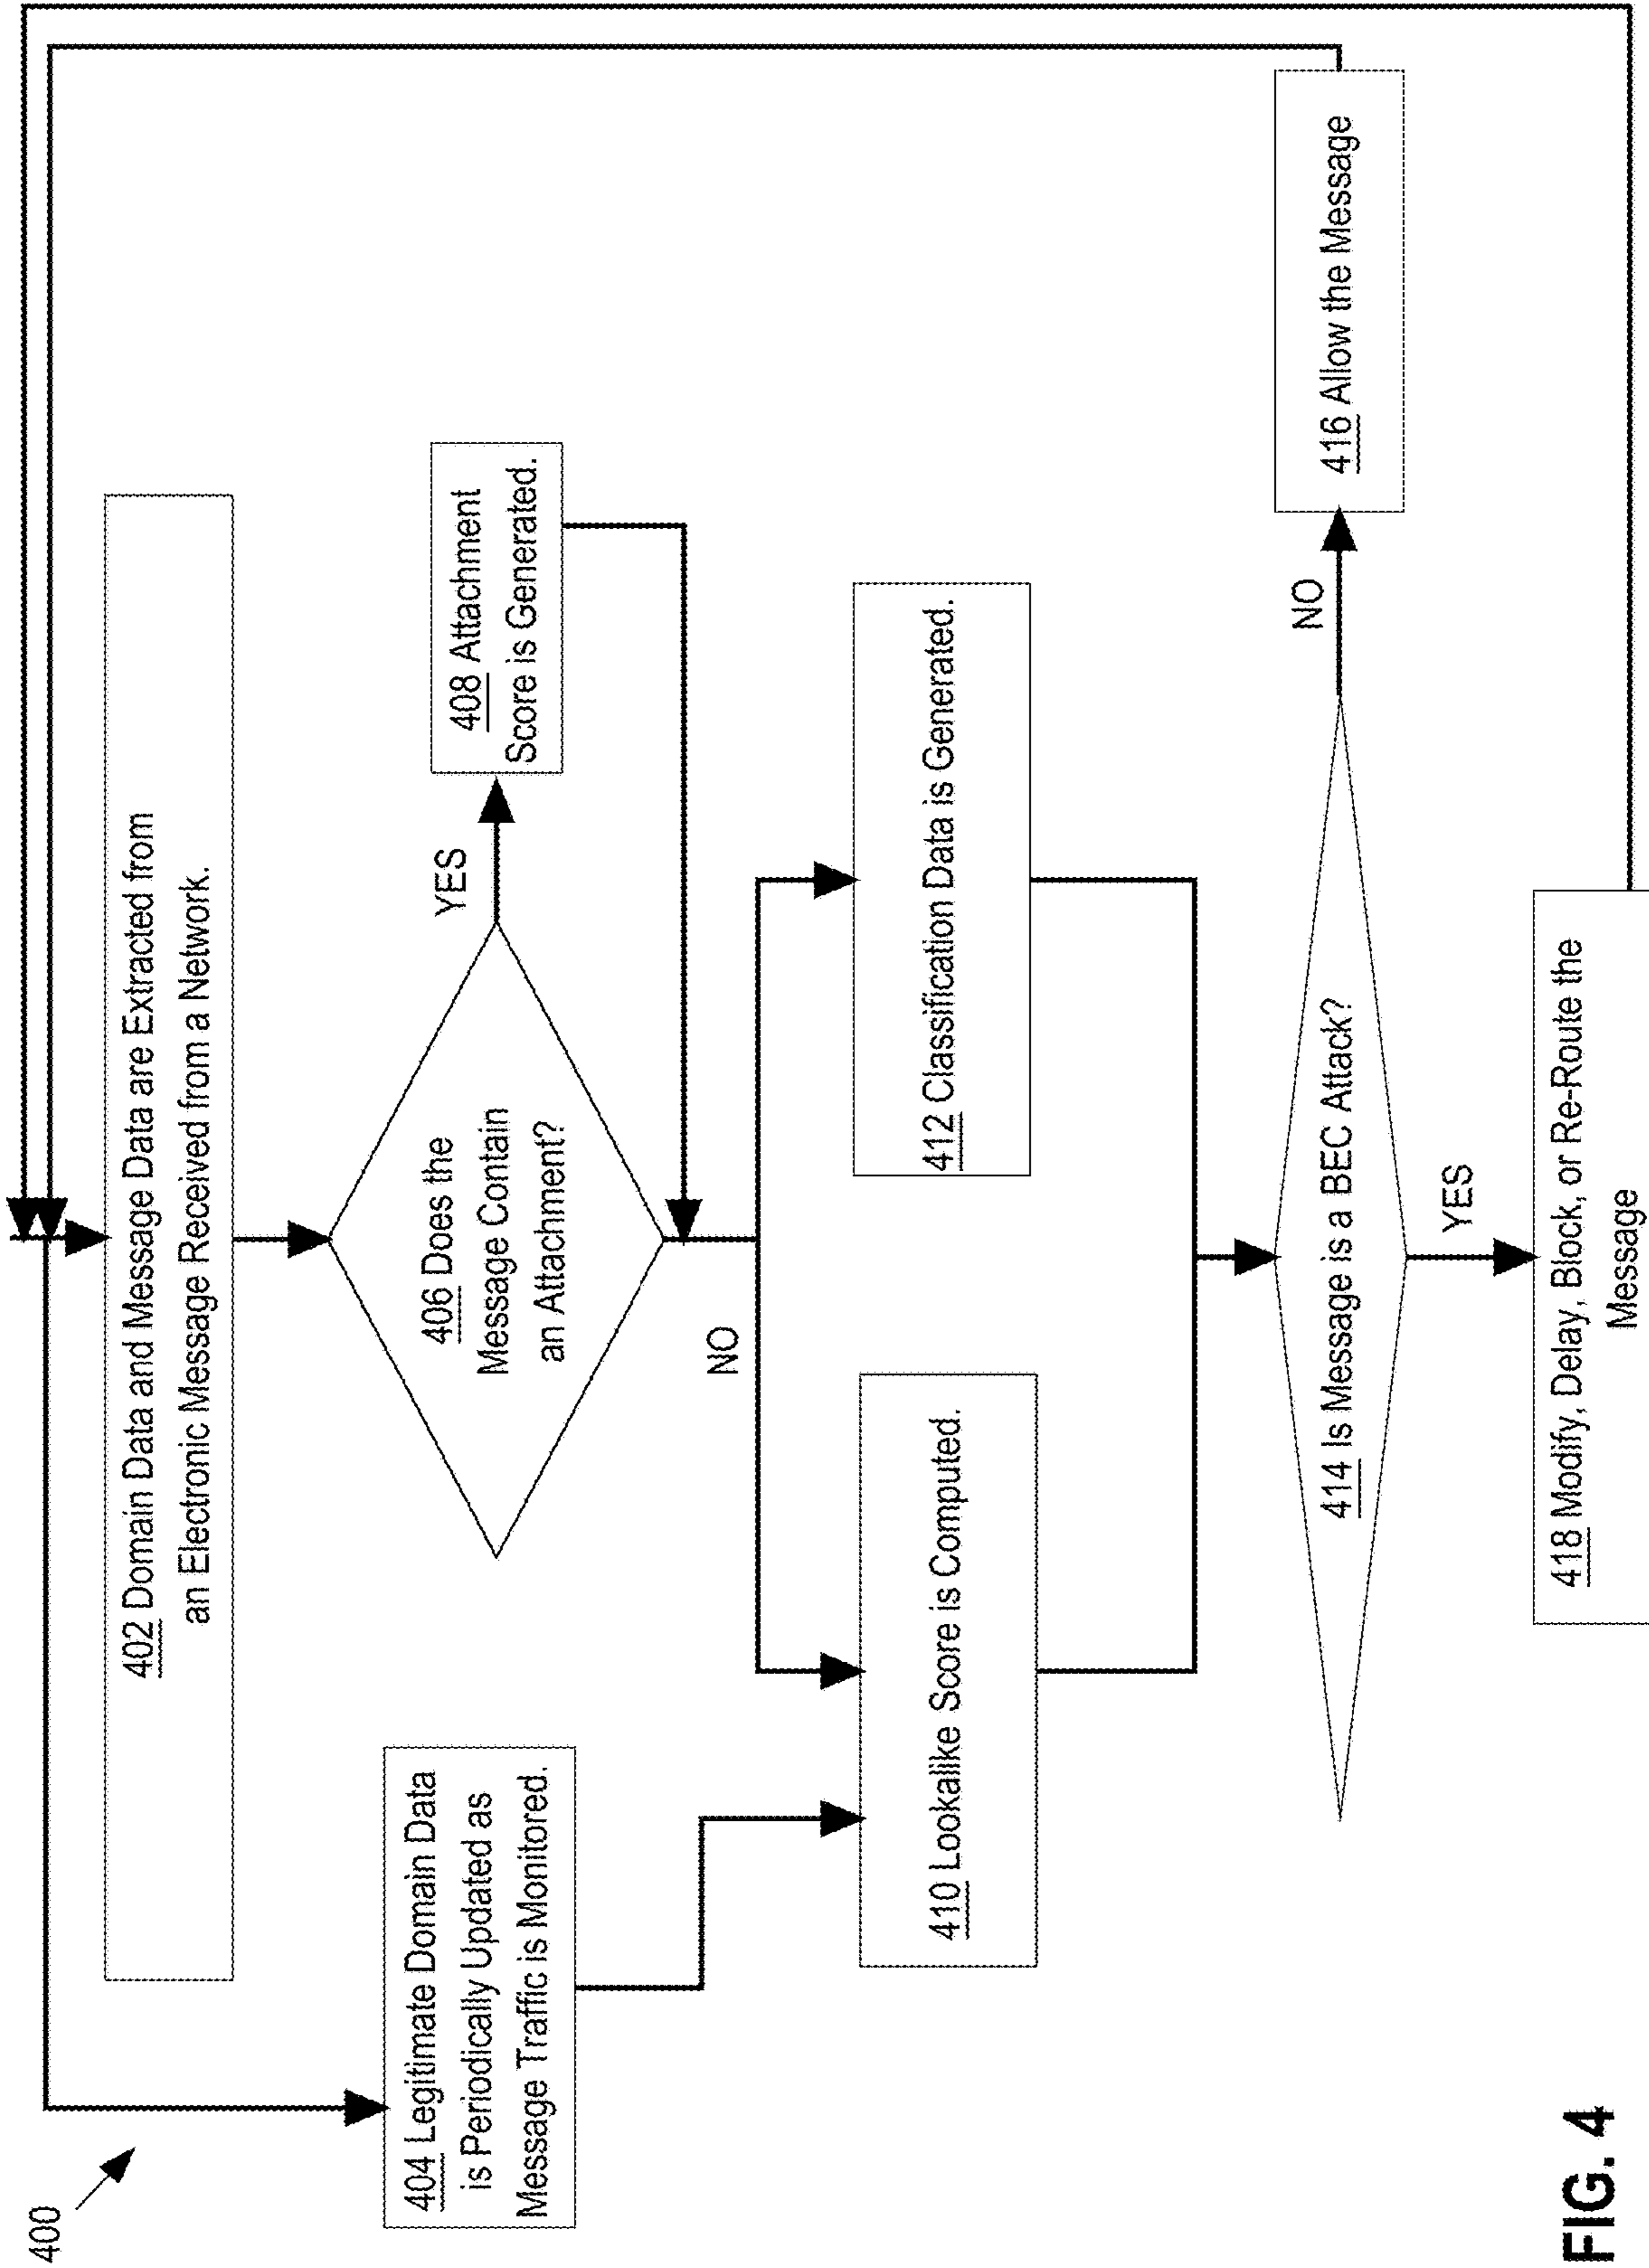 400
402 Domain Data and Message Data are Extracted from
an Electronic Message Received from a Network.
404 Legitimate Domain Data
is Periodically Updated as
Message Traffic is Monitored.
406 Does the
Message Contain
an Attachment?
YES
408 Attachment
Score is Generated.
NO
410 Lookalike Score is Computed.
412 Classification Data is Generated.
414 Is Message is a BEC Attack?
NO
416 Allow the Message
YES
418 Modify, Delay, Block, or Re-Route the
Message
FIG. 4